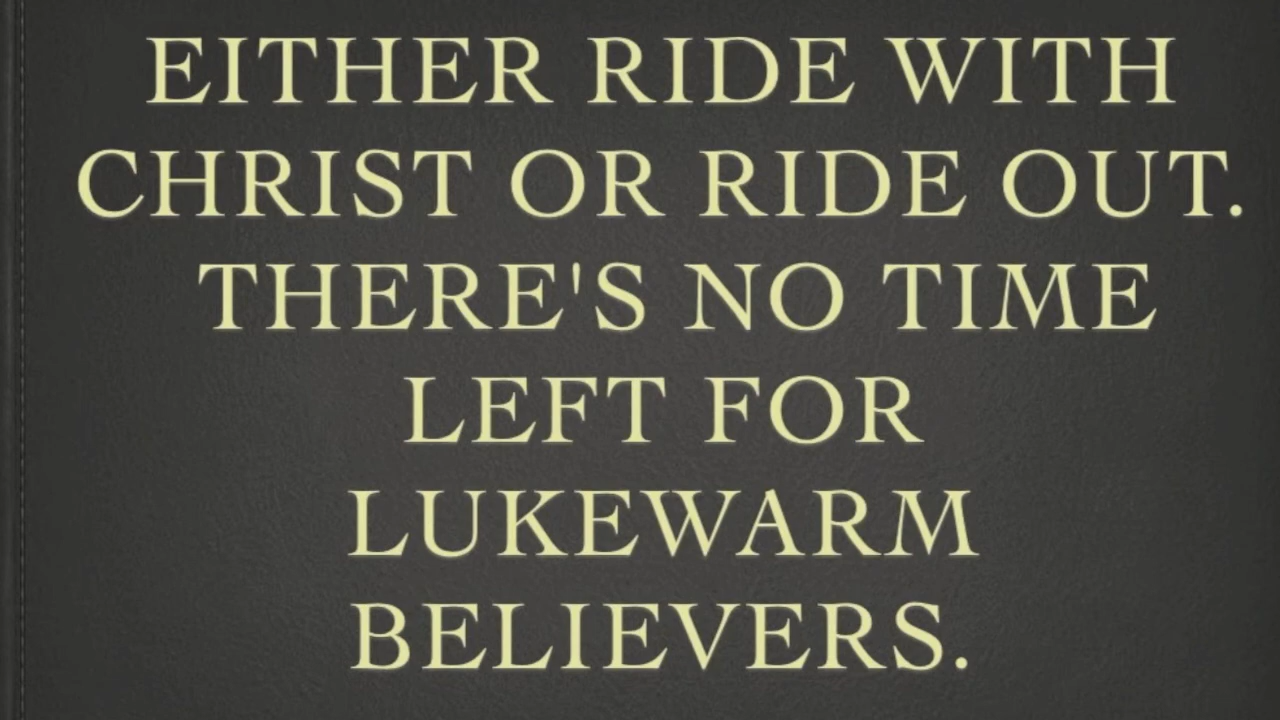 EITHER RIDE WITH
CHRIST OR RIDE OUT.
THERE'S NO TIME
LEFT FOR
LUKEWARM
BELIEVERS.